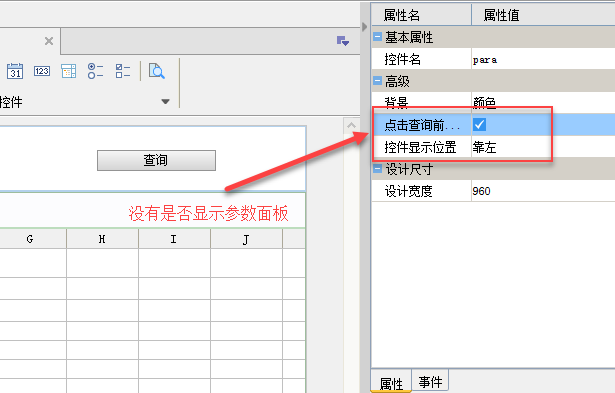 属性名 属性值
基本属性
控件名 para
高级
背景 颜色
点击查询前...
控件显示位置 靠左
设计尺寸
设计宽度 960
属性 事件
31 123
控件
查询
没有是否显示参数面板
G H I J